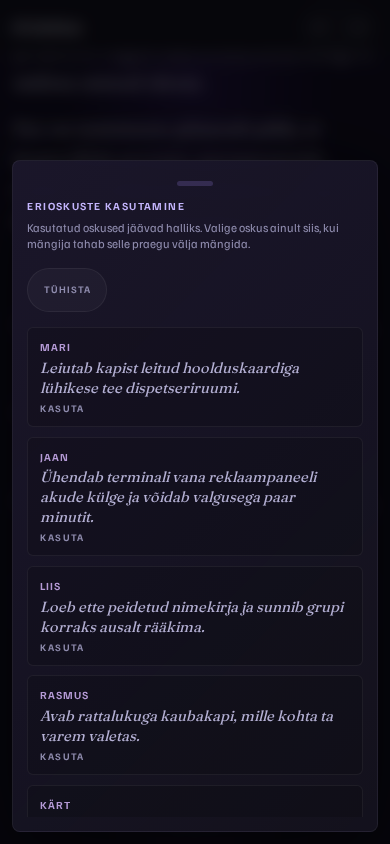 ERIOSKUSTE KASUTAMINE
Kasutatud oskused jäävad halliks. Valige oskus ainult siis, kui
mängija tahab selle praegu välja mängida.
TÜHISTA
MARI
Leiutab kapist leitud hoolduskaardiga
lühikese tee dispetseriruumi.
KASUTA
JAAN
Ühendab terminali vana reklaampaneeli
akude külge ja võidab valgusega paar
minutit.
KASUTA
LIIS
Loeb ette peidetud nimekirja ja sunnib grupi
korraks ausalt rääkima.
KASUTA
RASMUS
Avab rattalukuga kaubakapi, mille kohta ta
varem valetas.
KASUTA
KÄRT